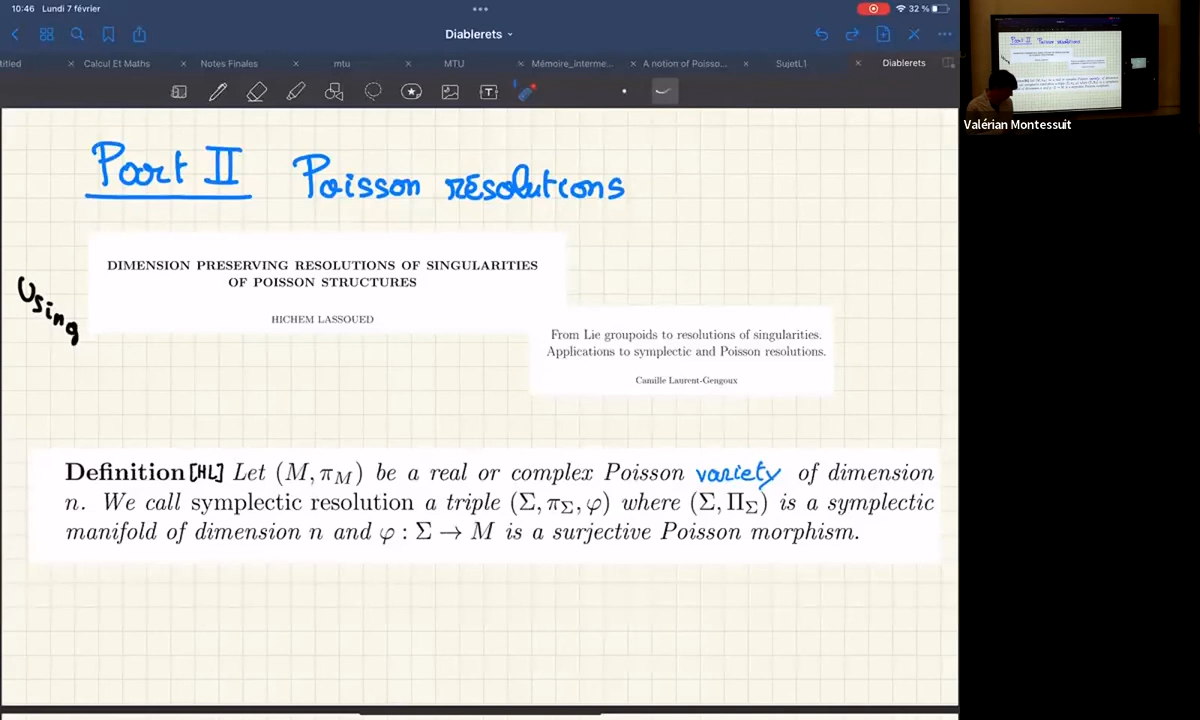 10:46 Lundi 7 février
32 %
Diablerets
Calcul Et Maths
Notes Finales
mtu
MTU
Mémoire_interme...
A notion of Poisso...
SujetL1
Diablerets
Valérian Montessuit
Part II Poisson résolutions
Using
DIMENSION PRESERVING RESOLUTIONS OF SINGULARITIES
OF POISSON STRUCTURES
HICHEM LASSOUED
From Lie groupoids to resolutions of singularities.
Applications to symplectic and Poisson resolutions.
Camille Laurent-Gengoux
Definition [HL] Let (M, π_M) be a real or complex Poisson variety of dimension
n. We call symplectic resolution a triple (Σ, π_Σ, φ) where (Σ, Π_Σ) is a symplectic
manifold of dimension n and φ : Σ → M is a surjective Poisson morphism.